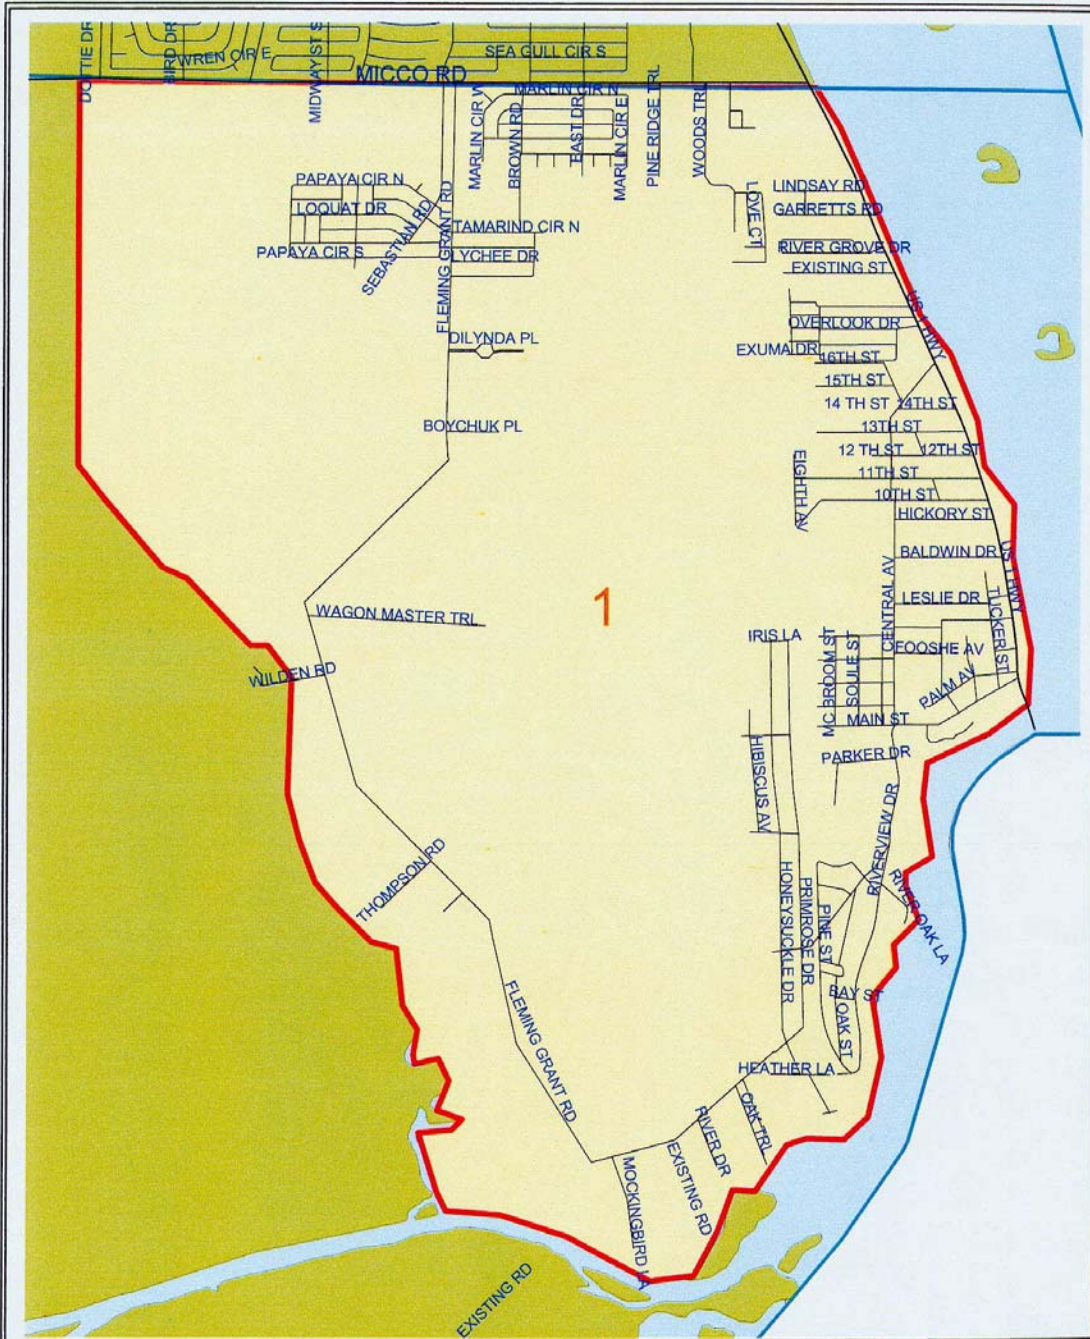 DOTTIE DR
BIRD DR
WREN CIR E
MIDWAY ST S
SEA GULL CIR S
MICCO RD
MARLIN CIR W
MARLIN CIR N
BROWN RD
EAST DR
MARLIN CIR E
PINE RIDGE TRL
WOODS TRL
PAPAYA CIR N
LOQUAT DR
PAPAYA CIR S
SEBASTIAN RD
FLEMING GRANT RD
TAMARIND CIR N
LYCHEE DR
LOVE CT
LINDSAY RD
GARRETTS RD
RIVER GROVE DR
EXISTING ST
US 1 HWY
OVERLOOK DR
DILYNDA PL
EXUMA DR
16TH ST
15TH ST
14 TH ST
14TH ST
BOYCHUK PL
13TH ST
12 TH ST
12TH ST
EIGHTH AV
11TH ST
10TH ST
HICKORY ST
BALDWIN DR
US 1 HWY
CENTRAL AV
LESLIE DR
TUCKER ST
1
WAGON MASTER TRL
IRIS LA
MC BROOM ST
SOULE ST
FOOSHE AV
WILDEN RD
PALM AV
MAIN ST
HIBISCUS AV
PARKER DR
RIVERVIEW DR
THOMPSON RD
HONEYSUCKLE DR
PRIMROSE DR
PINE ST
RIVER OAK LA
FLEMING GRANT RD
BAY ST
OAK ST
HEATHER LA
OAK TRL
RIVER DR
EXISTING RD
MOCKINGBIRD LA
EXISTING RD